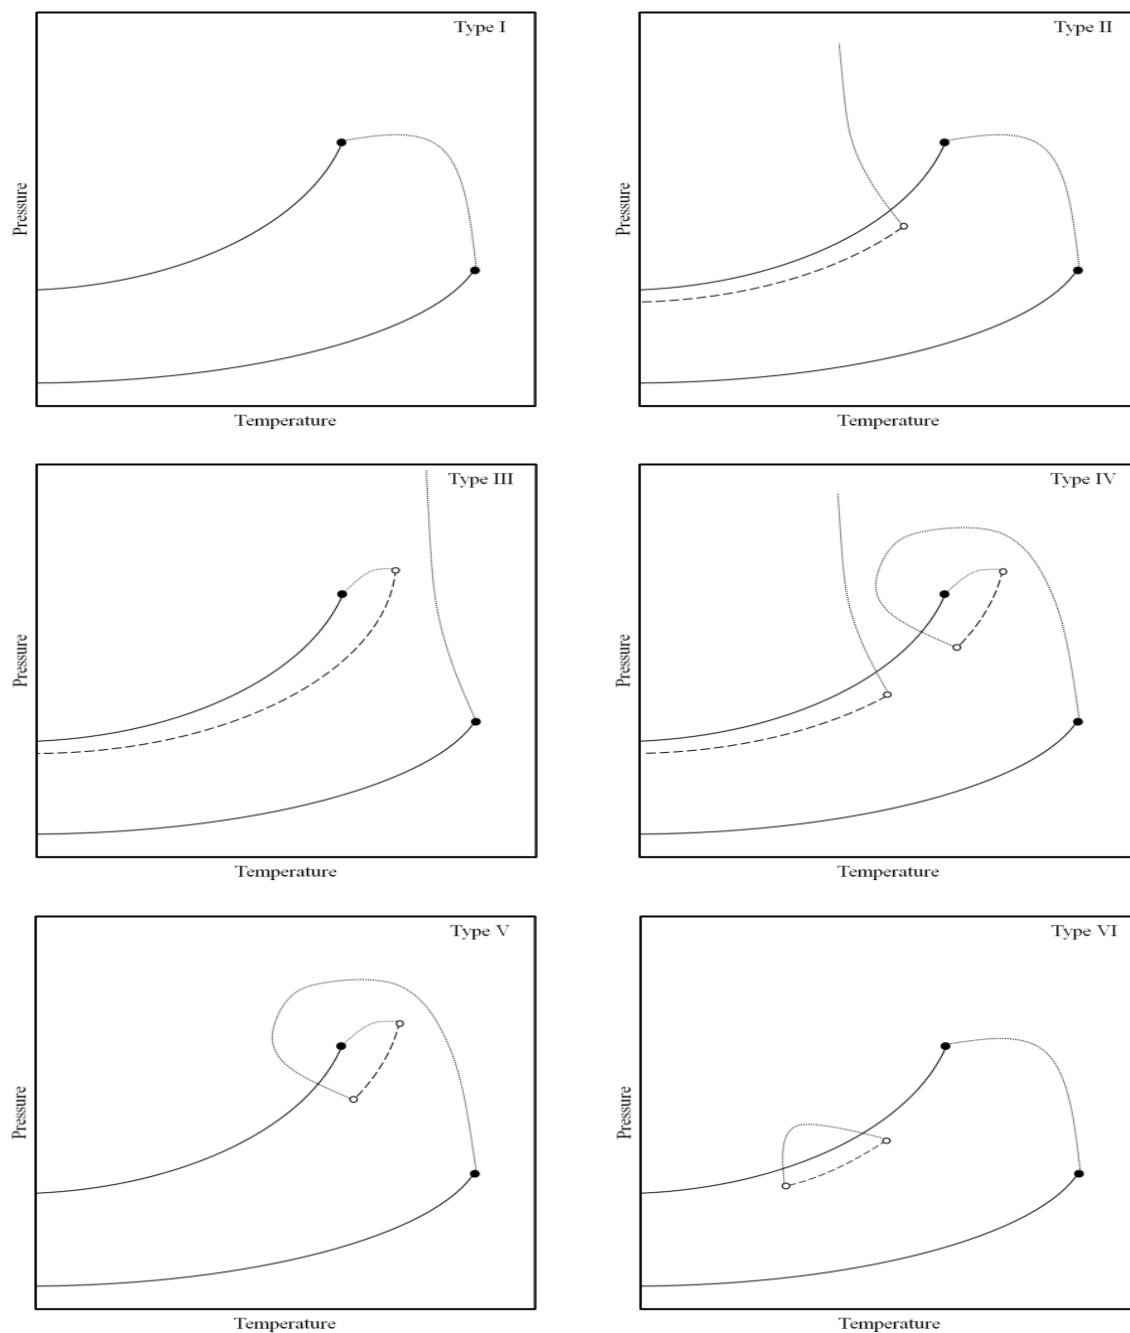 Type I
Pressure
Temperature
Type II
Pressure
Temperature
Type III
Pressure
Temperature
Type IV
Pressure
Temperature
Type V
Pressure
Temperature
Type VI
Pressure
Temperature